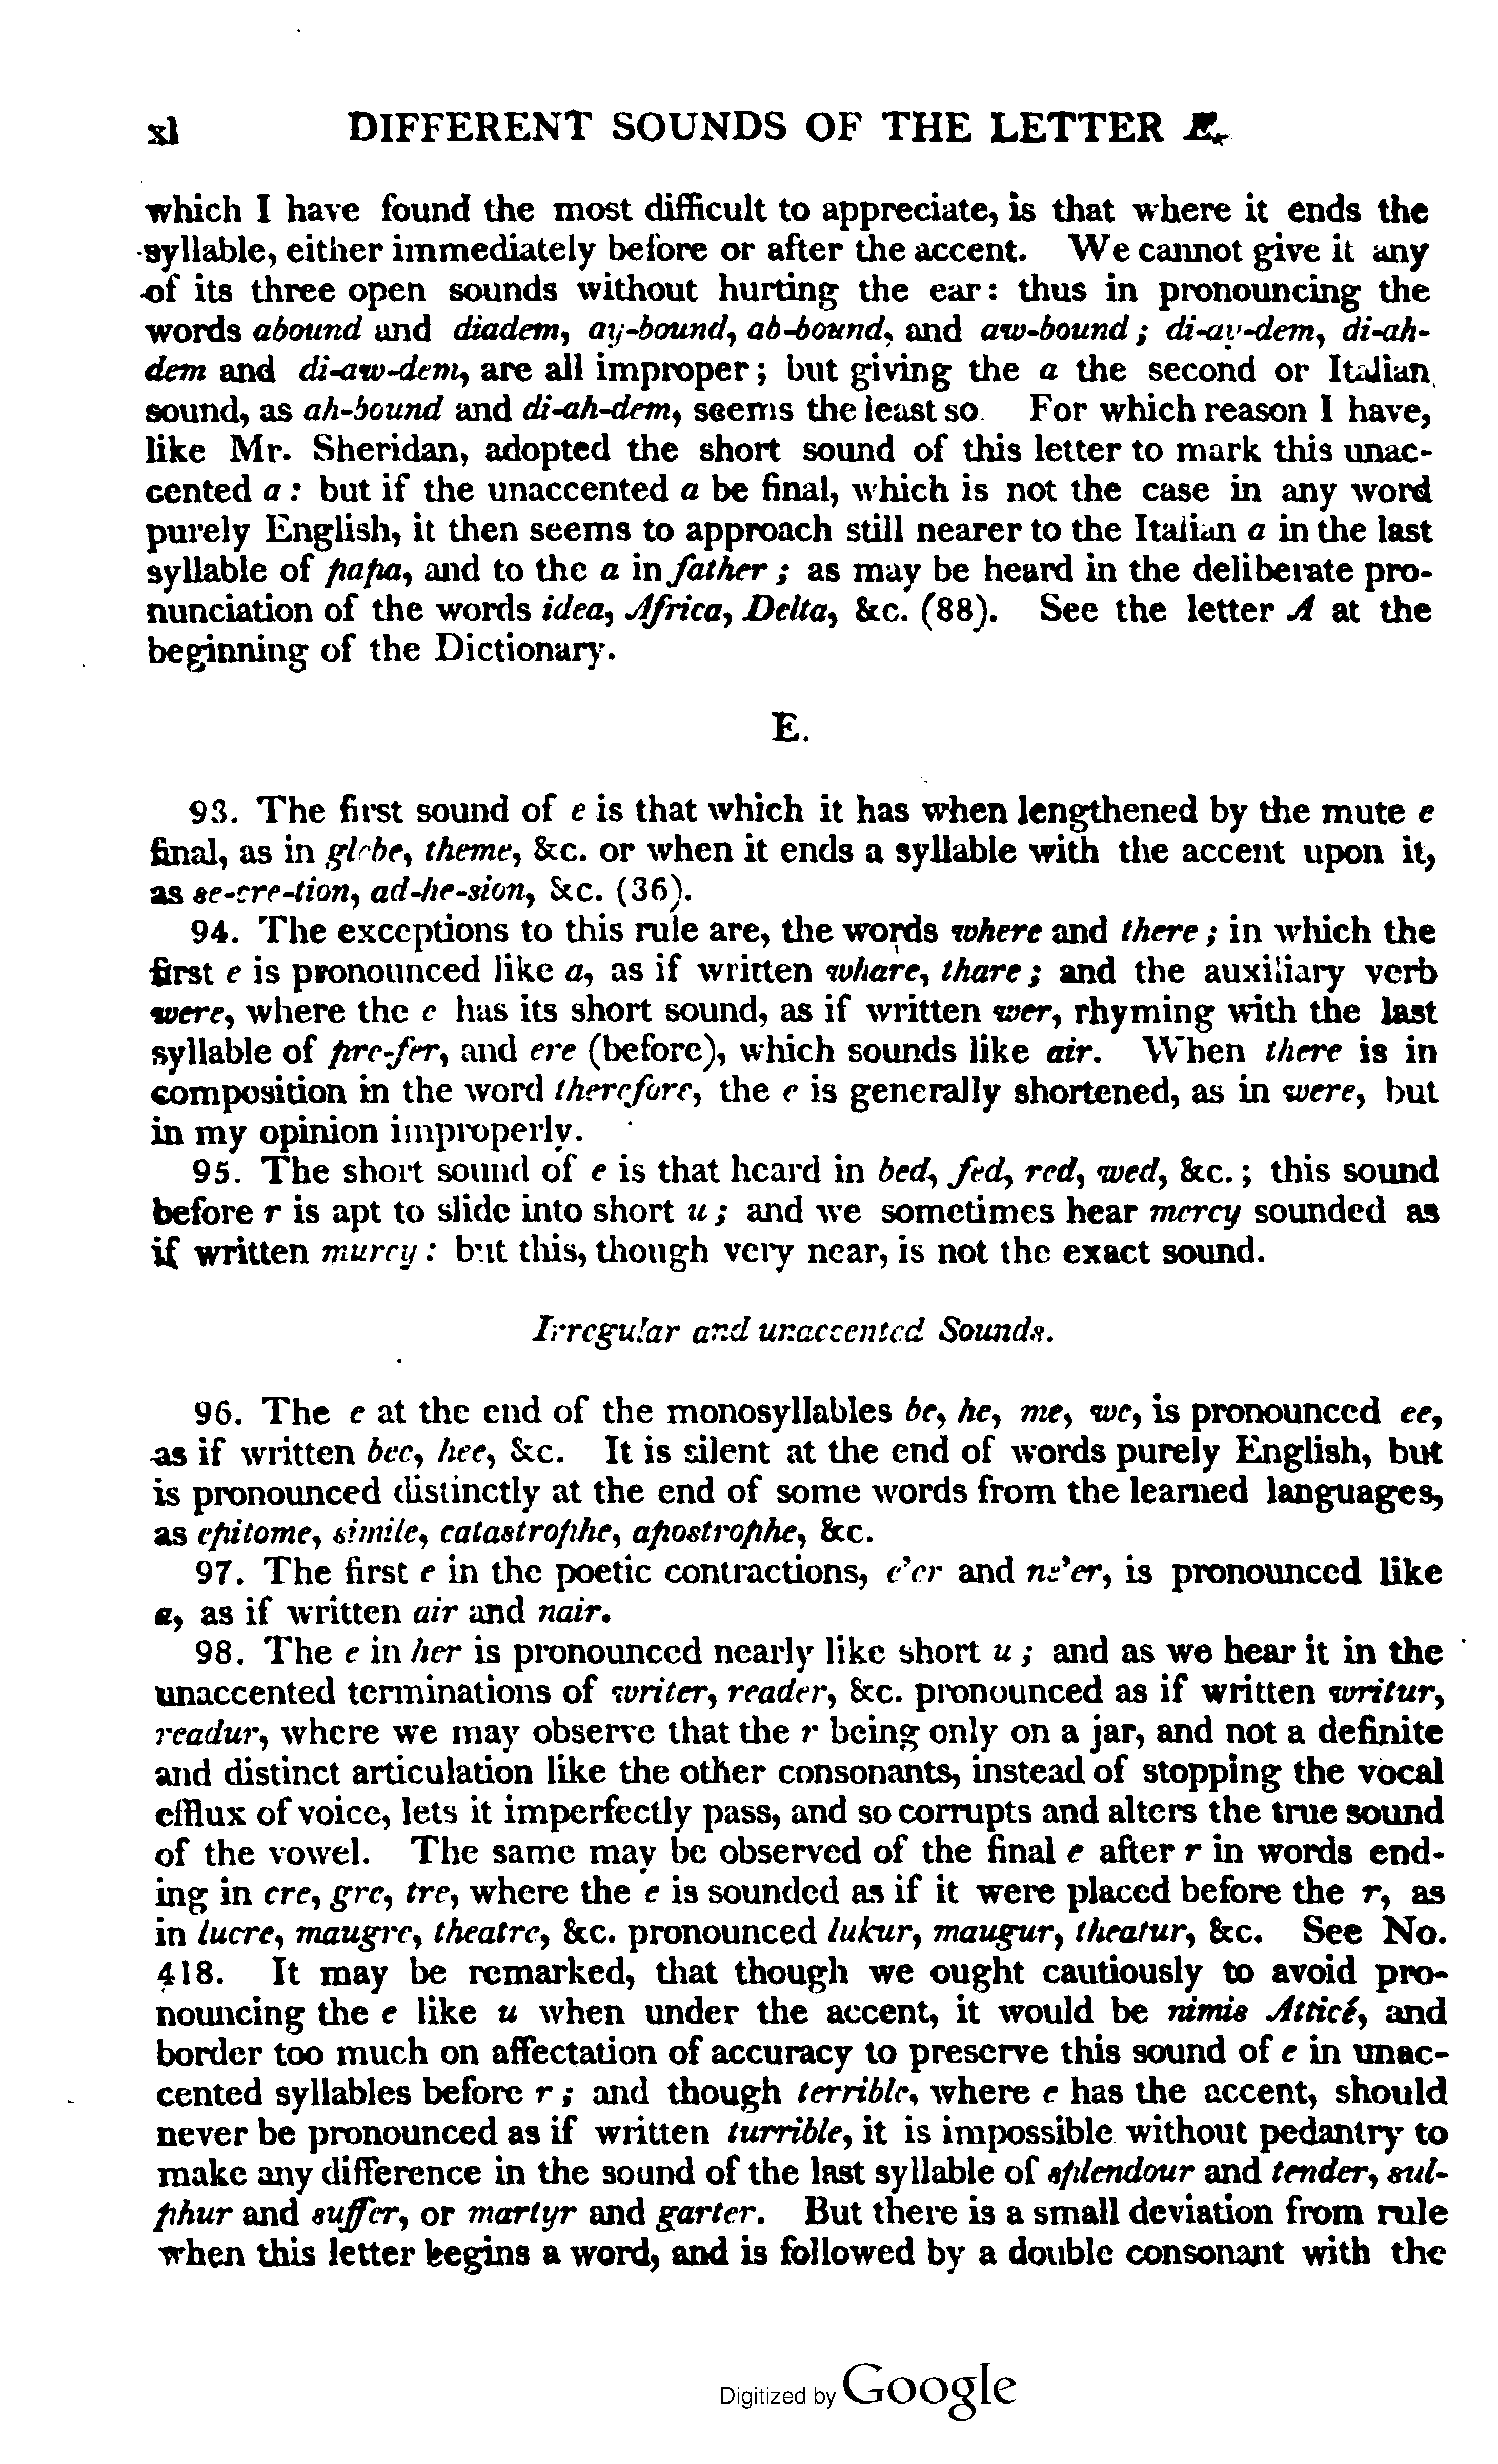 xl DIFFERENT SOUNDS OF THE LETTER E.
which I have found the most difficult to appreciate, is that where it ends the
syllable, either immediately before or after the accent. We cannot give it any
of its three open sounds without hurting the ear: thus in pronouncing the
words abound and diadem, ay-bound, ab-bound, and aw-bound; di-ay-dem, di-ah-
dem and di-aw-dem, are all improper; but giving the a the second or Italian
sound, as ah-bound and di-ah-dem, seems the least so. For which reason I have,
like Mr. Sheridan, adopted the short sound of this letter to mark this unac-
cented a: but if the unaccented a be final, which is not the case in any word
purely English, it then seems to approach still nearer to the Italian a in the last
syllable of papa, and to the a in father; as may be heard in the deliberate pro-
nunciation of the words idea, Africa, Delta, &c. (88). See the letter A at the
beginning of the Dictionary.
E.
93. The first sound of e is that which it has when lengthened by the mute e
final, as in glebe, theme, &c. or when it ends a syllable with the accent upon it,
as se-cre-tion, ad-he-sion, &c. (36).
94. The exceptions to this rule are, the words where and there; in which the
first e is pronounced like a, as if written whare, thare; and the auxiliary verb
were, where the e has its short sound, as if written wer, rhyming with the last
syllable of pre-fer, and ere (before), which sounds like air. When there is in
composition in the word therefore, the e is generally shortened, as in were, but
in my opinion improperly.
95. The short sound of e is that heard in bed, fed, red, wed, &c.; this sound
before r is apt to slide into short u; and we sometimes hear mercy sounded as
if written murcy: but this, though very near, is not the exact sound.
Irregular and unaccented Sounds.
96. The e at the end of the monosyllables be, he, me, we, is pronounced ee,
as if written bee, hee, &c. It is silent at the end of words purely English, but
is pronounced distinctly at the end of some words from the learned languages,
as epitome, simile, catastrophe, apostrophe, &c.
97. The first e in the poetic contractions, e'er and ne'er, is pronounced like
a, as if written air and nair.
98. The e in her is pronounced nearly like short u; and as we hear it in the
unaccented terminations of writer, reader, &c. pronounced as if written writur,
readur, where we may observe that the r being only on a jar, and not a definite
and distinct articulation like the other consonants, instead of stopping the vocal
efflux of voice, lets it imperfectly pass, and so corrupts and alters the true sound
of the vowel. The same may be observed of the final e after r in words end-
ing in cre, gre, tre, where the e is sounded as if it were placed before the r, as
in lucre, maugre, theatre, &c. pronounced lukur, maugur, theatur, &c. See No.
418. It may be remarked, that though we ought cautiously to avoid pro-
nouncing the e like u when under the accent, it would be nimis Atticé, and
border too much on affectation of accuracy to preserve this sound of e in unac-
cented syllables before r; and though terrible, where e has the accent, should
never be pronounced as if written turrible, it is impossible without pedantry to
make any difference in the sound of the last syllable of splendour and tender, sul-
phur and suffer, or martyr and garter. But there is a small deviation from rule
when this letter begins a word, and is followed by a double consonant with the
Digitized by Google